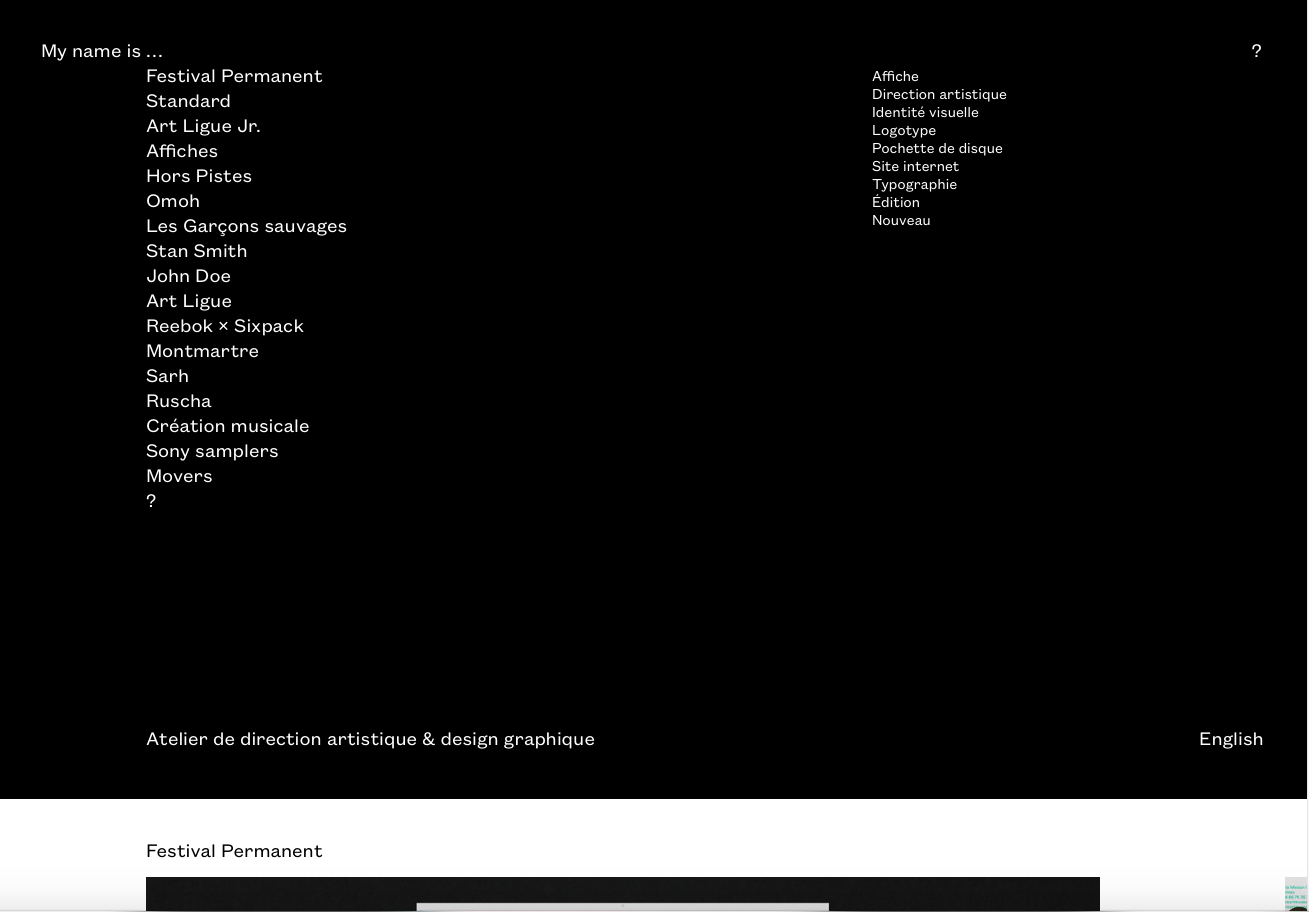 My name is ...
?
Festival Permanent
Standard
Art Ligue Jr.
Affiches
Hors Pistes
Omoh
Les Garçons sauvages
Stan Smith
John Doe
Art Ligue
Reebok × Sixpack
Montmartre
Sarh
Ruscha
Création musicale
Sony samplers
Movers
?
Affiche
Direction artistique
Identité visuelle
Logotype
Pochette de disque
Site internet
Typographie
Édition
Nouveau
Atelier de direction artistique & design graphique
English
Festival Permanent